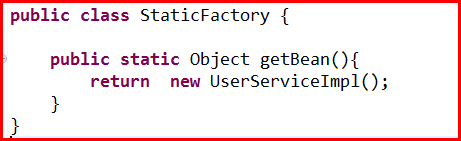 public class StaticFactory {
public static Object getBean(){
return  new UserServiceImpl();
}
}